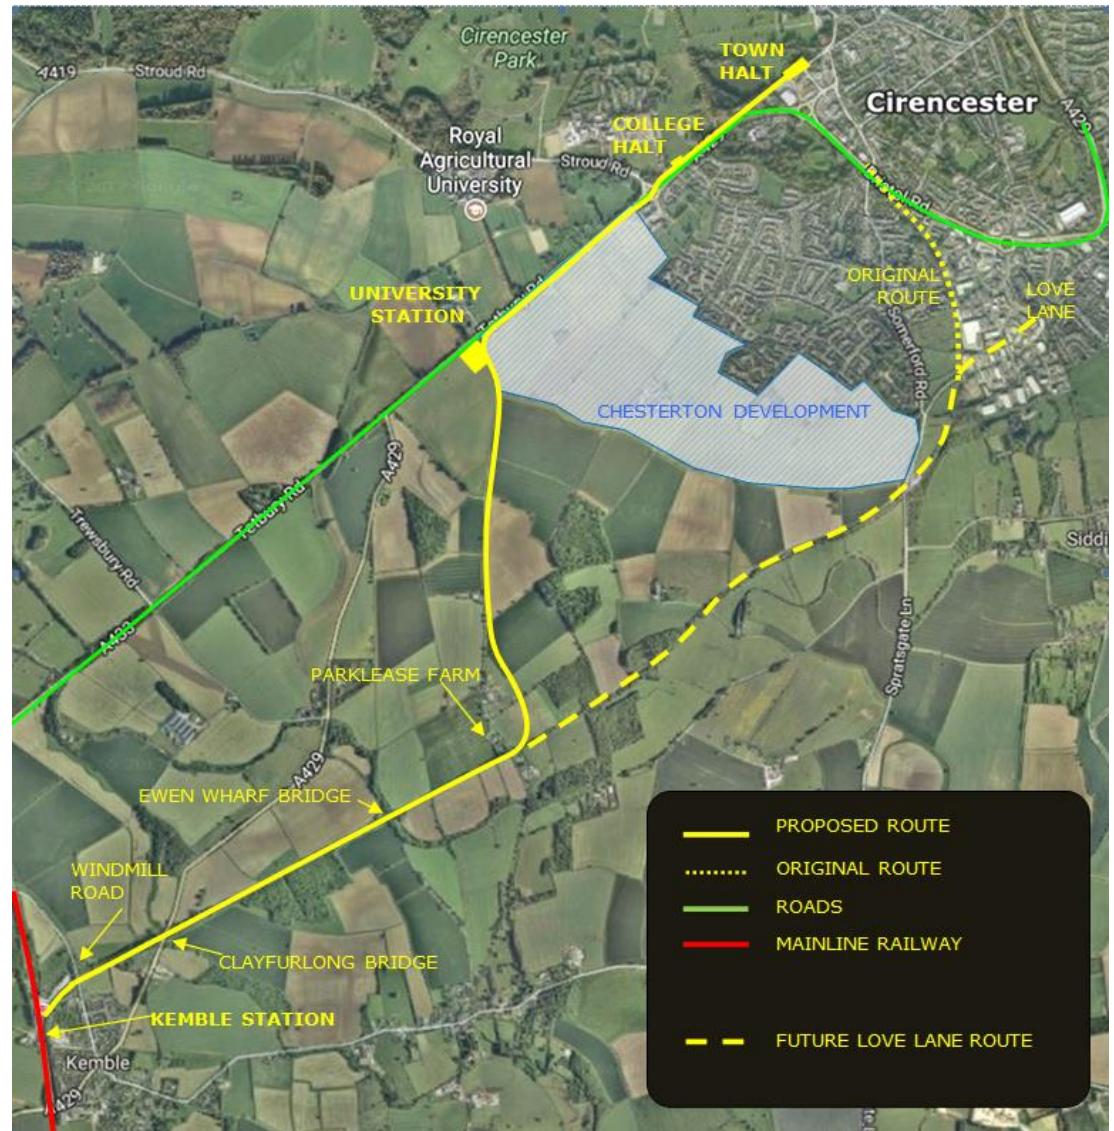 Cirencester
Park
TOWN
HALT
A419
Stroud Rd
Cirencester
A429
COLLEGE
HALT
Royal
Agricultural
University
Stroud Rd
Bristol Rd
UNIVERSITY
STATION
Tetbury Rd
ORIGINAL
ROUTE
LOVE
LANE
Somerford Rd
CHESTERTON DEVELOPMENT
A429
Tetbury Rd
Trewsbury Rd
Siddi
A433
Spratsgate Ln
PARKLEASE FARM
A429
EWEN WHARF BRIDGE
WINDMILL
ROAD
CLAYFURLONG BRIDGE
KEMBLE STATION
Kemble
A429
PROPOSED ROUTE
ORIGINAL ROUTE
ROADS
MAINLINE RAILWAY
FUTURE LOVE LANE ROUTE